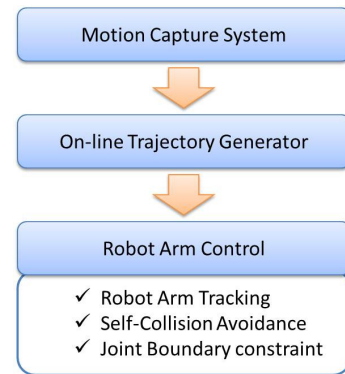 Motion Capture System
On-line Trajectory Generator
Robot Arm Control
✓ Robot Arm Tracking
✓ Self-Collision Avoidance
✓ Joint Boundary constraint